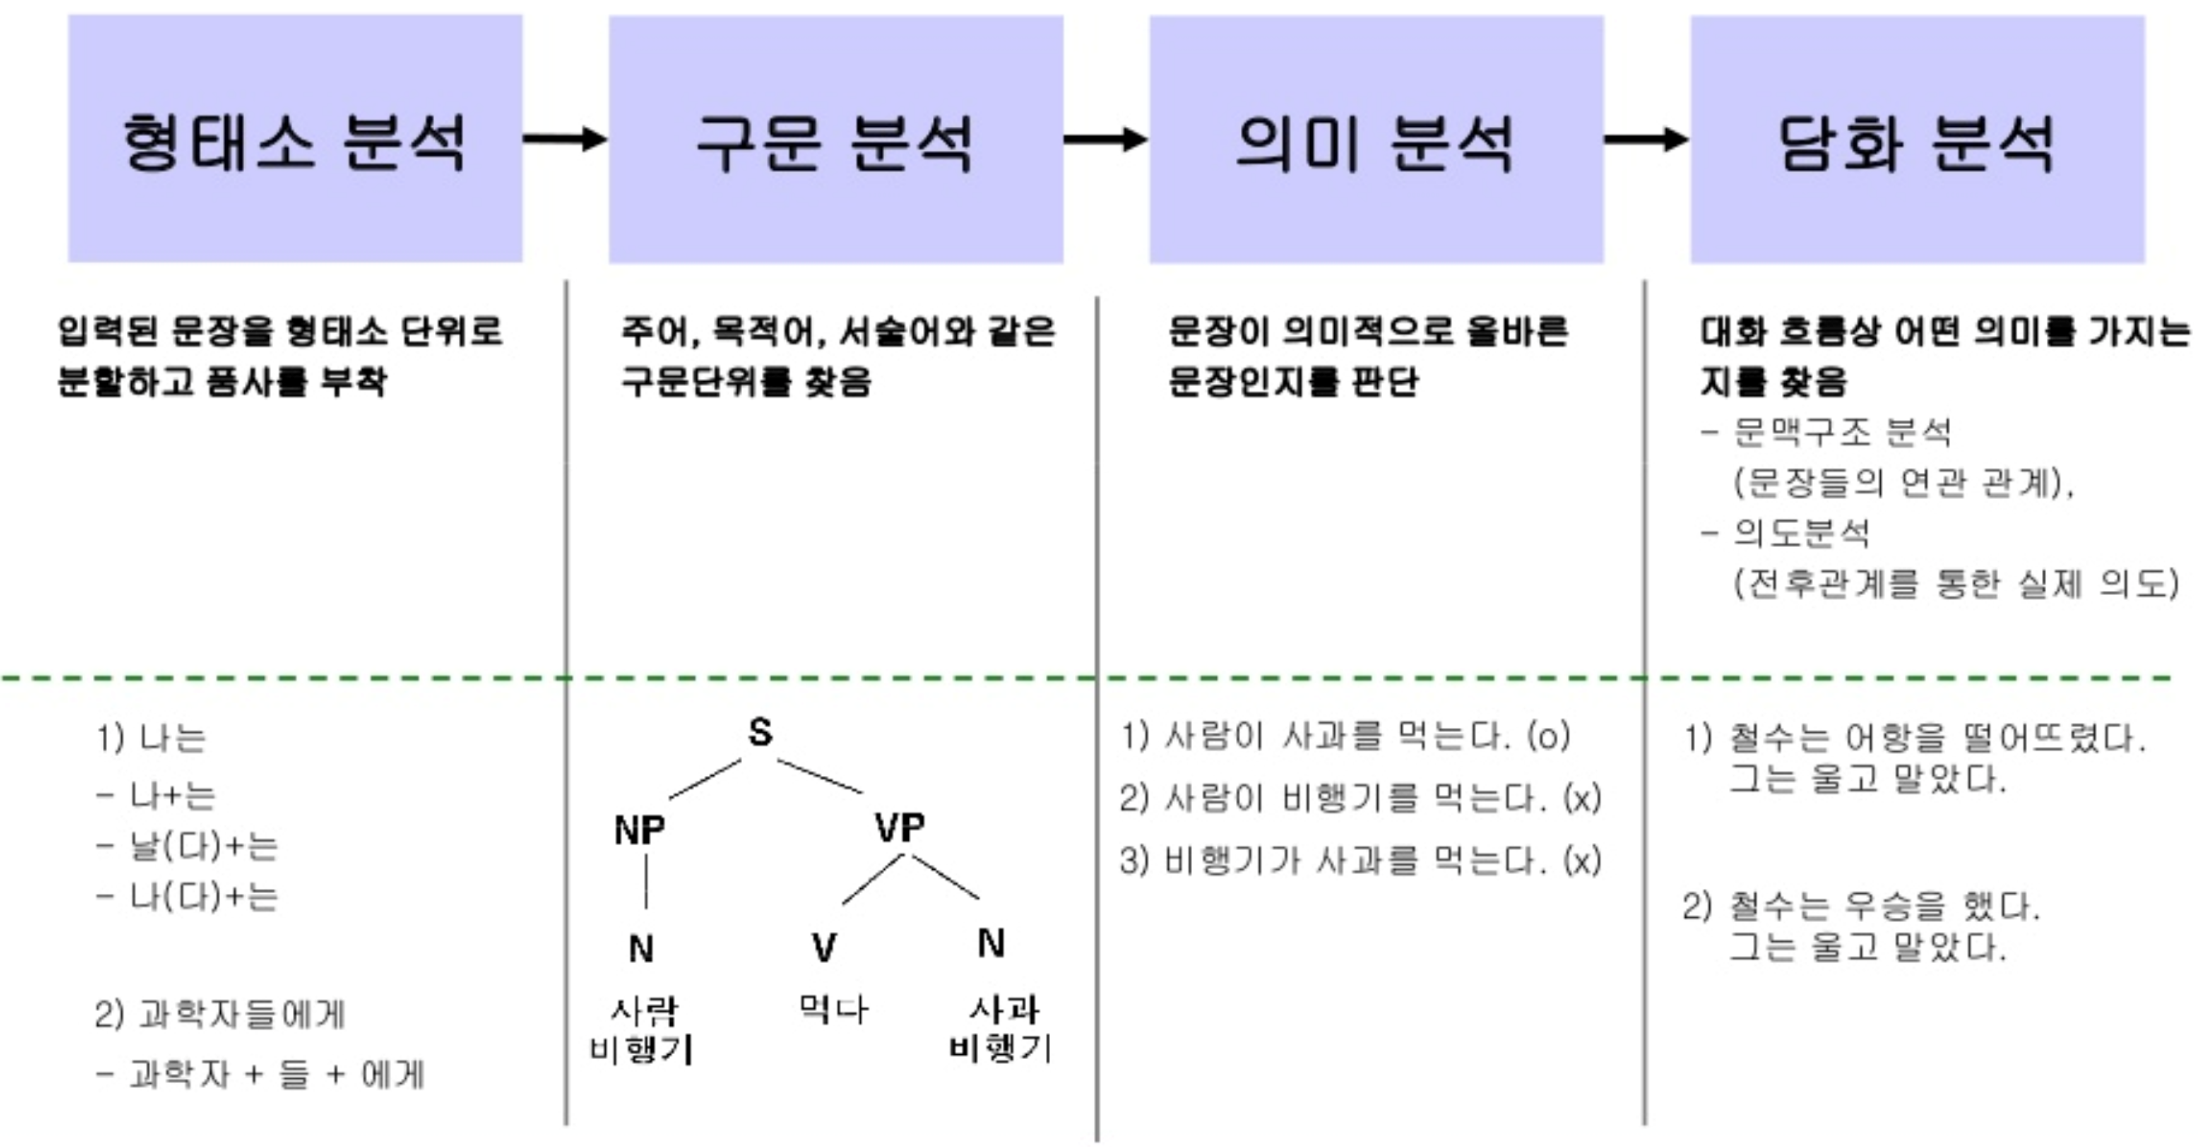 형태소 분석
구문 분석
의미 분석
담화 분석
입력된 문장을 형태소 단위로
분할하고 품사를 부착
주어, 목적어, 서술어와 같은
구문단위를 찾음
문장이 의미적으로 올바른
문장인지를 판단
대화 흐름상 어떤 의미를 가지는
지를 찾음
- 문맥구조 분석
(문장들의 연관 관계),
- 의도분석
(전후관계를 통한 실제 의도)
1) 나는
- 나+는
- 날(다)+는
- 나(다)+는
2) 과학자들에게
- 과학자 + 들 + 에게
S
NP VP
N V N
사람 먹다 사과
비행기 비행기
1) 사람이 사과를 먹는다. (o)
2) 사람이 비행기를 먹는다. (x)
3) 비행기가 사과를 먹는다. (x)
1) 철수는 어항을 떨어뜨렸다.
그는 울고 말았다.
2) 철수는 우승을 했다.
그는 울고 말았다.